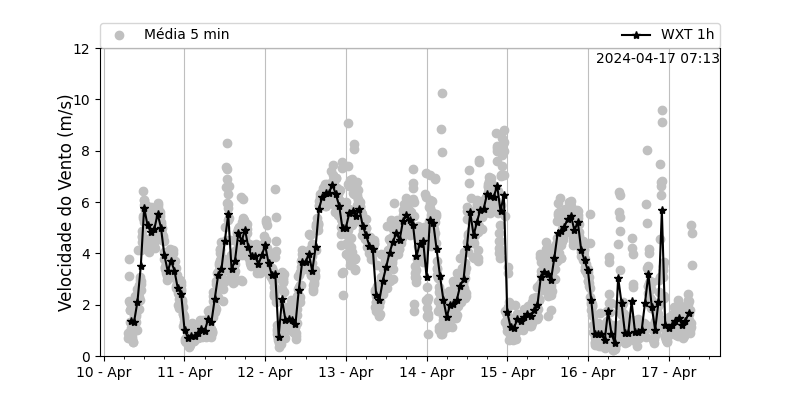 Média 5 min
WXT 1h
2024-04-17 07:13
Velocidade do Vento (m/s)
12
10
8
6
4
2
0
10 - Apr
11 - Apr
12 - Apr
13 - Apr
14 - Apr
15 - Apr
16 - Apr
17 - Apr